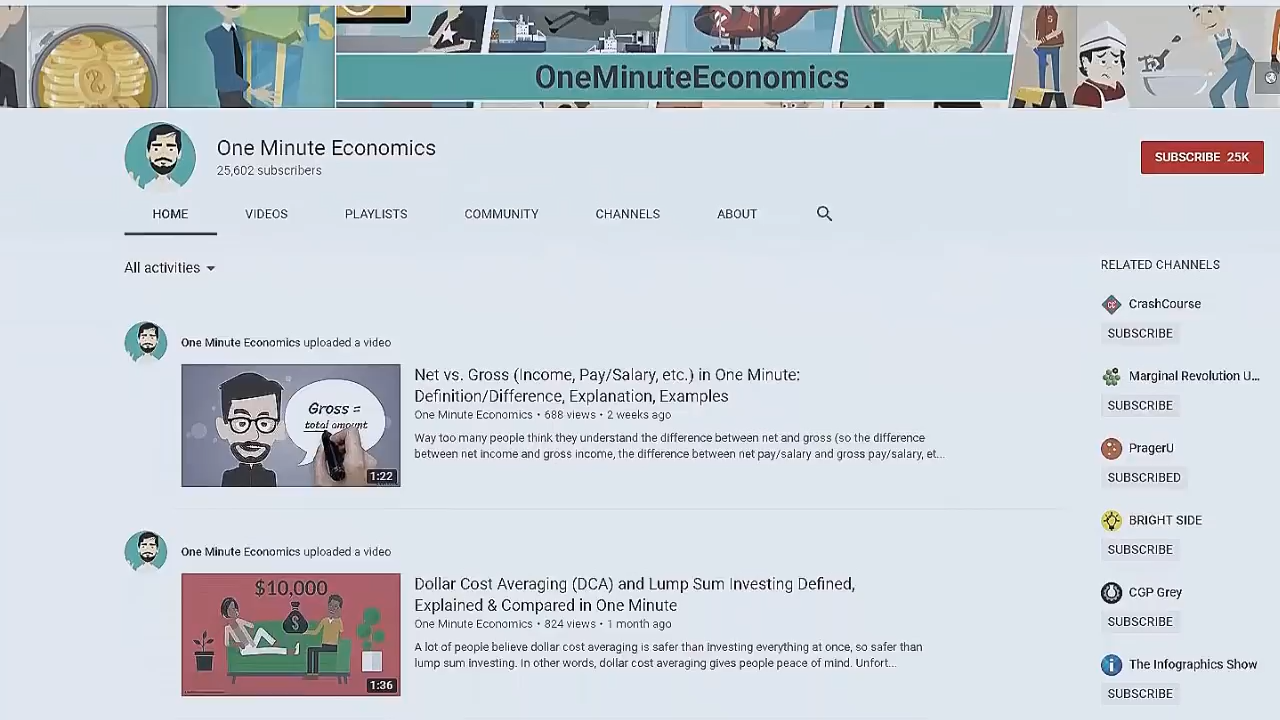 OneMinuteEconomics
One Minute Economics
25,602 subscribers
SUBSCRIBE 25K
HOME VIDEOS PLAYLISTS COMMUNITY CHANNELS ABOUT
All activities
One Minute Economics uploaded a video
Gross =
total amount
1:22
Net vs. Gross (Income, Pay/Salary, etc.) in One Minute:
Definition/Difference, Explanation, Examples
One Minute Economics • 688 views • 2 weeks ago
Way too many people think they understand the difference between net and gross (so the difference
between net income and gross income, the difference between net pay/salary and gross pay/salary, et...
One Minute Economics uploaded a video
$10,000
$
1:36
Dollar Cost Averaging (DCA) and Lump Sum Investing Defined,
Explained & Compared in One Minute
One Minute Economics • 824 views • 1 month ago
A lot of people believe dollar cost averaging is safer than investing everything at once, so safer than
lump sum investing. In other words, dollar cost averaging gives people peace of mind. Unfort...
RELATED CHANNELS
CrashCourse
SUBSCRIBE
Marginal Revolution U...
SUBSCRIBE
PragerU
SUBSCRIBED
BRIGHT SIDE
SUBSCRIBE
CGP Grey
SUBSCRIBE
The Infographics Show
SUBSCRIBE